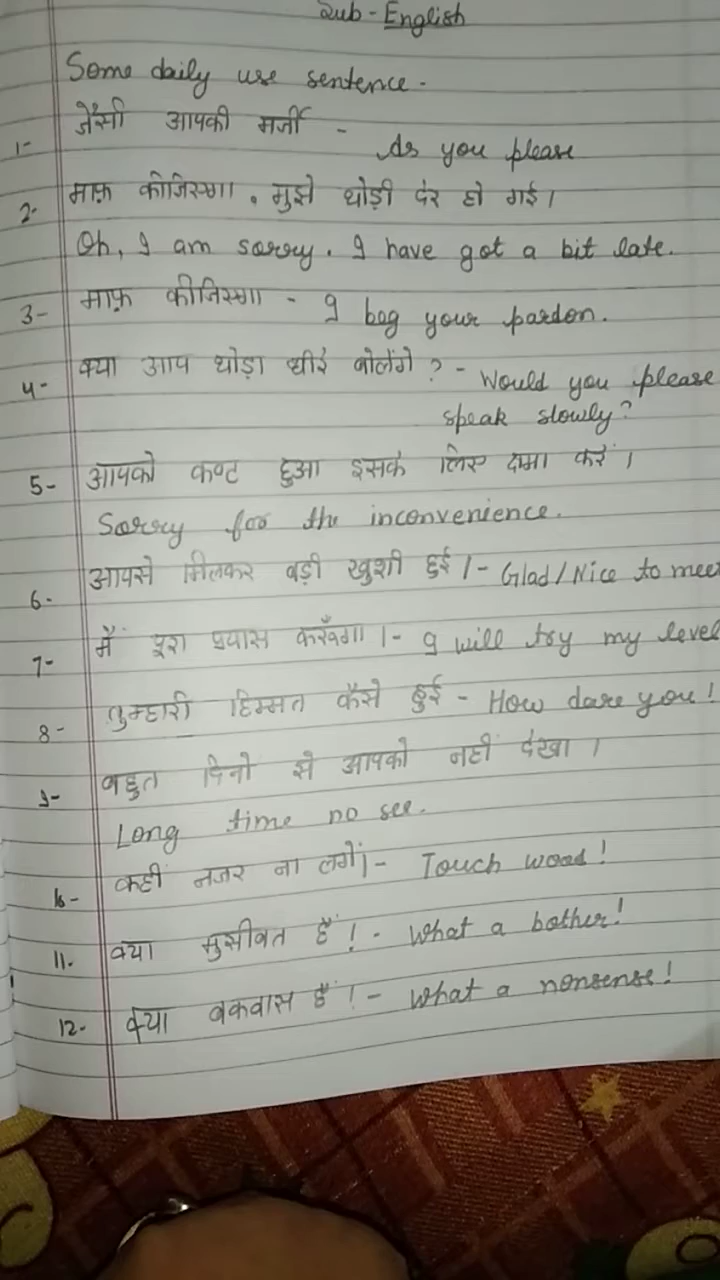 Sub - English
Some daily use sentence -
1- जैसी आपकी मर्जी - As you please
2- माफ़ कीजिएगा . मुझे थोड़ी देर हो गई।
Oh, I am sorry. I have got a bit late.
3- माफ़ कीजिएगा - I beg your pardon.
4- क्या आप थोड़ा धीरे बोलेंगे ? - Would you please
speak slowly?
5- आपको कष्ट हुआ इसके लिए क्षमा करें ।
Sorry for the inconvenience.
6- आपसे मिलकर बड़ी खुशी हुई ।- Glad/Nice to meet
7- मैं पूरा प्रयास करूँगा ।- I will try my level
8- तुम्हारी हिम्मत कैसे हुई - How dare you!
9- बहुत दिनों से आपको नहीं देखा ।
Long time no see.
10- कहीं नजर ना लगे।- Touch wood!
11. क्या मुसीबत है ! - What a bother!
12- क्या बकवास है ! - What a nonsense!